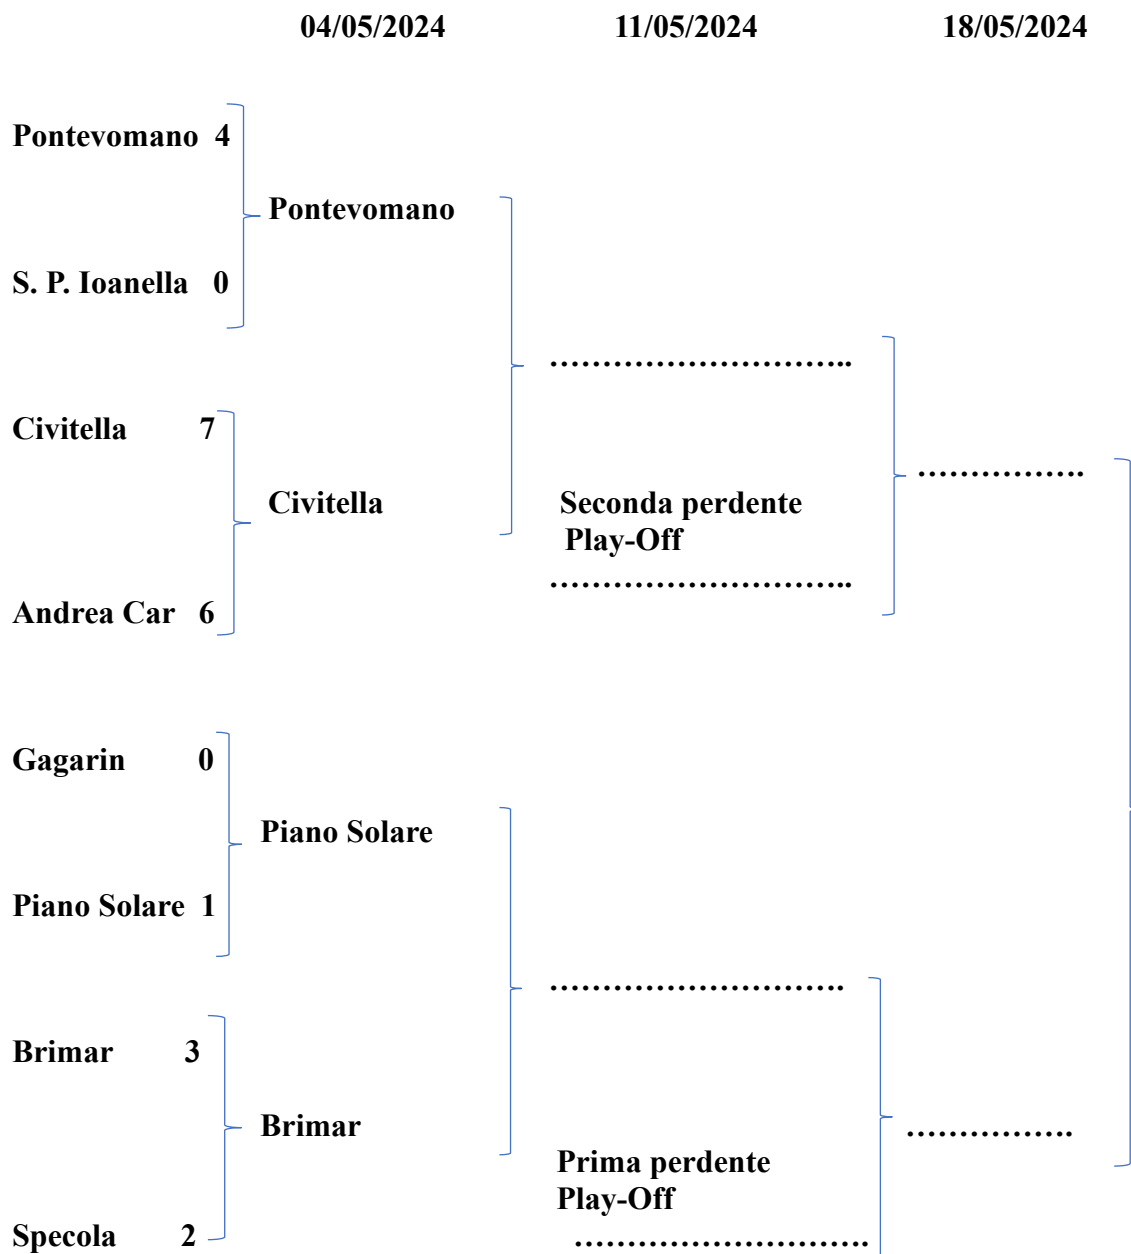 04/05/2024 11/05/2024 18/05/2024
Pontevomano 4
Pontevomano
S. P. Ioanella 0
………………………..
Civitella 7
…………….
Civitella
Seconda perdente
Play-Off
………………………..
Andrea Car 6
Gagarin 0
Piano Solare
Piano Solare 1
……………………….
Brimar 3
Brimar
…………….
Prima perdente
Play-Off
Specola 2
……………………….